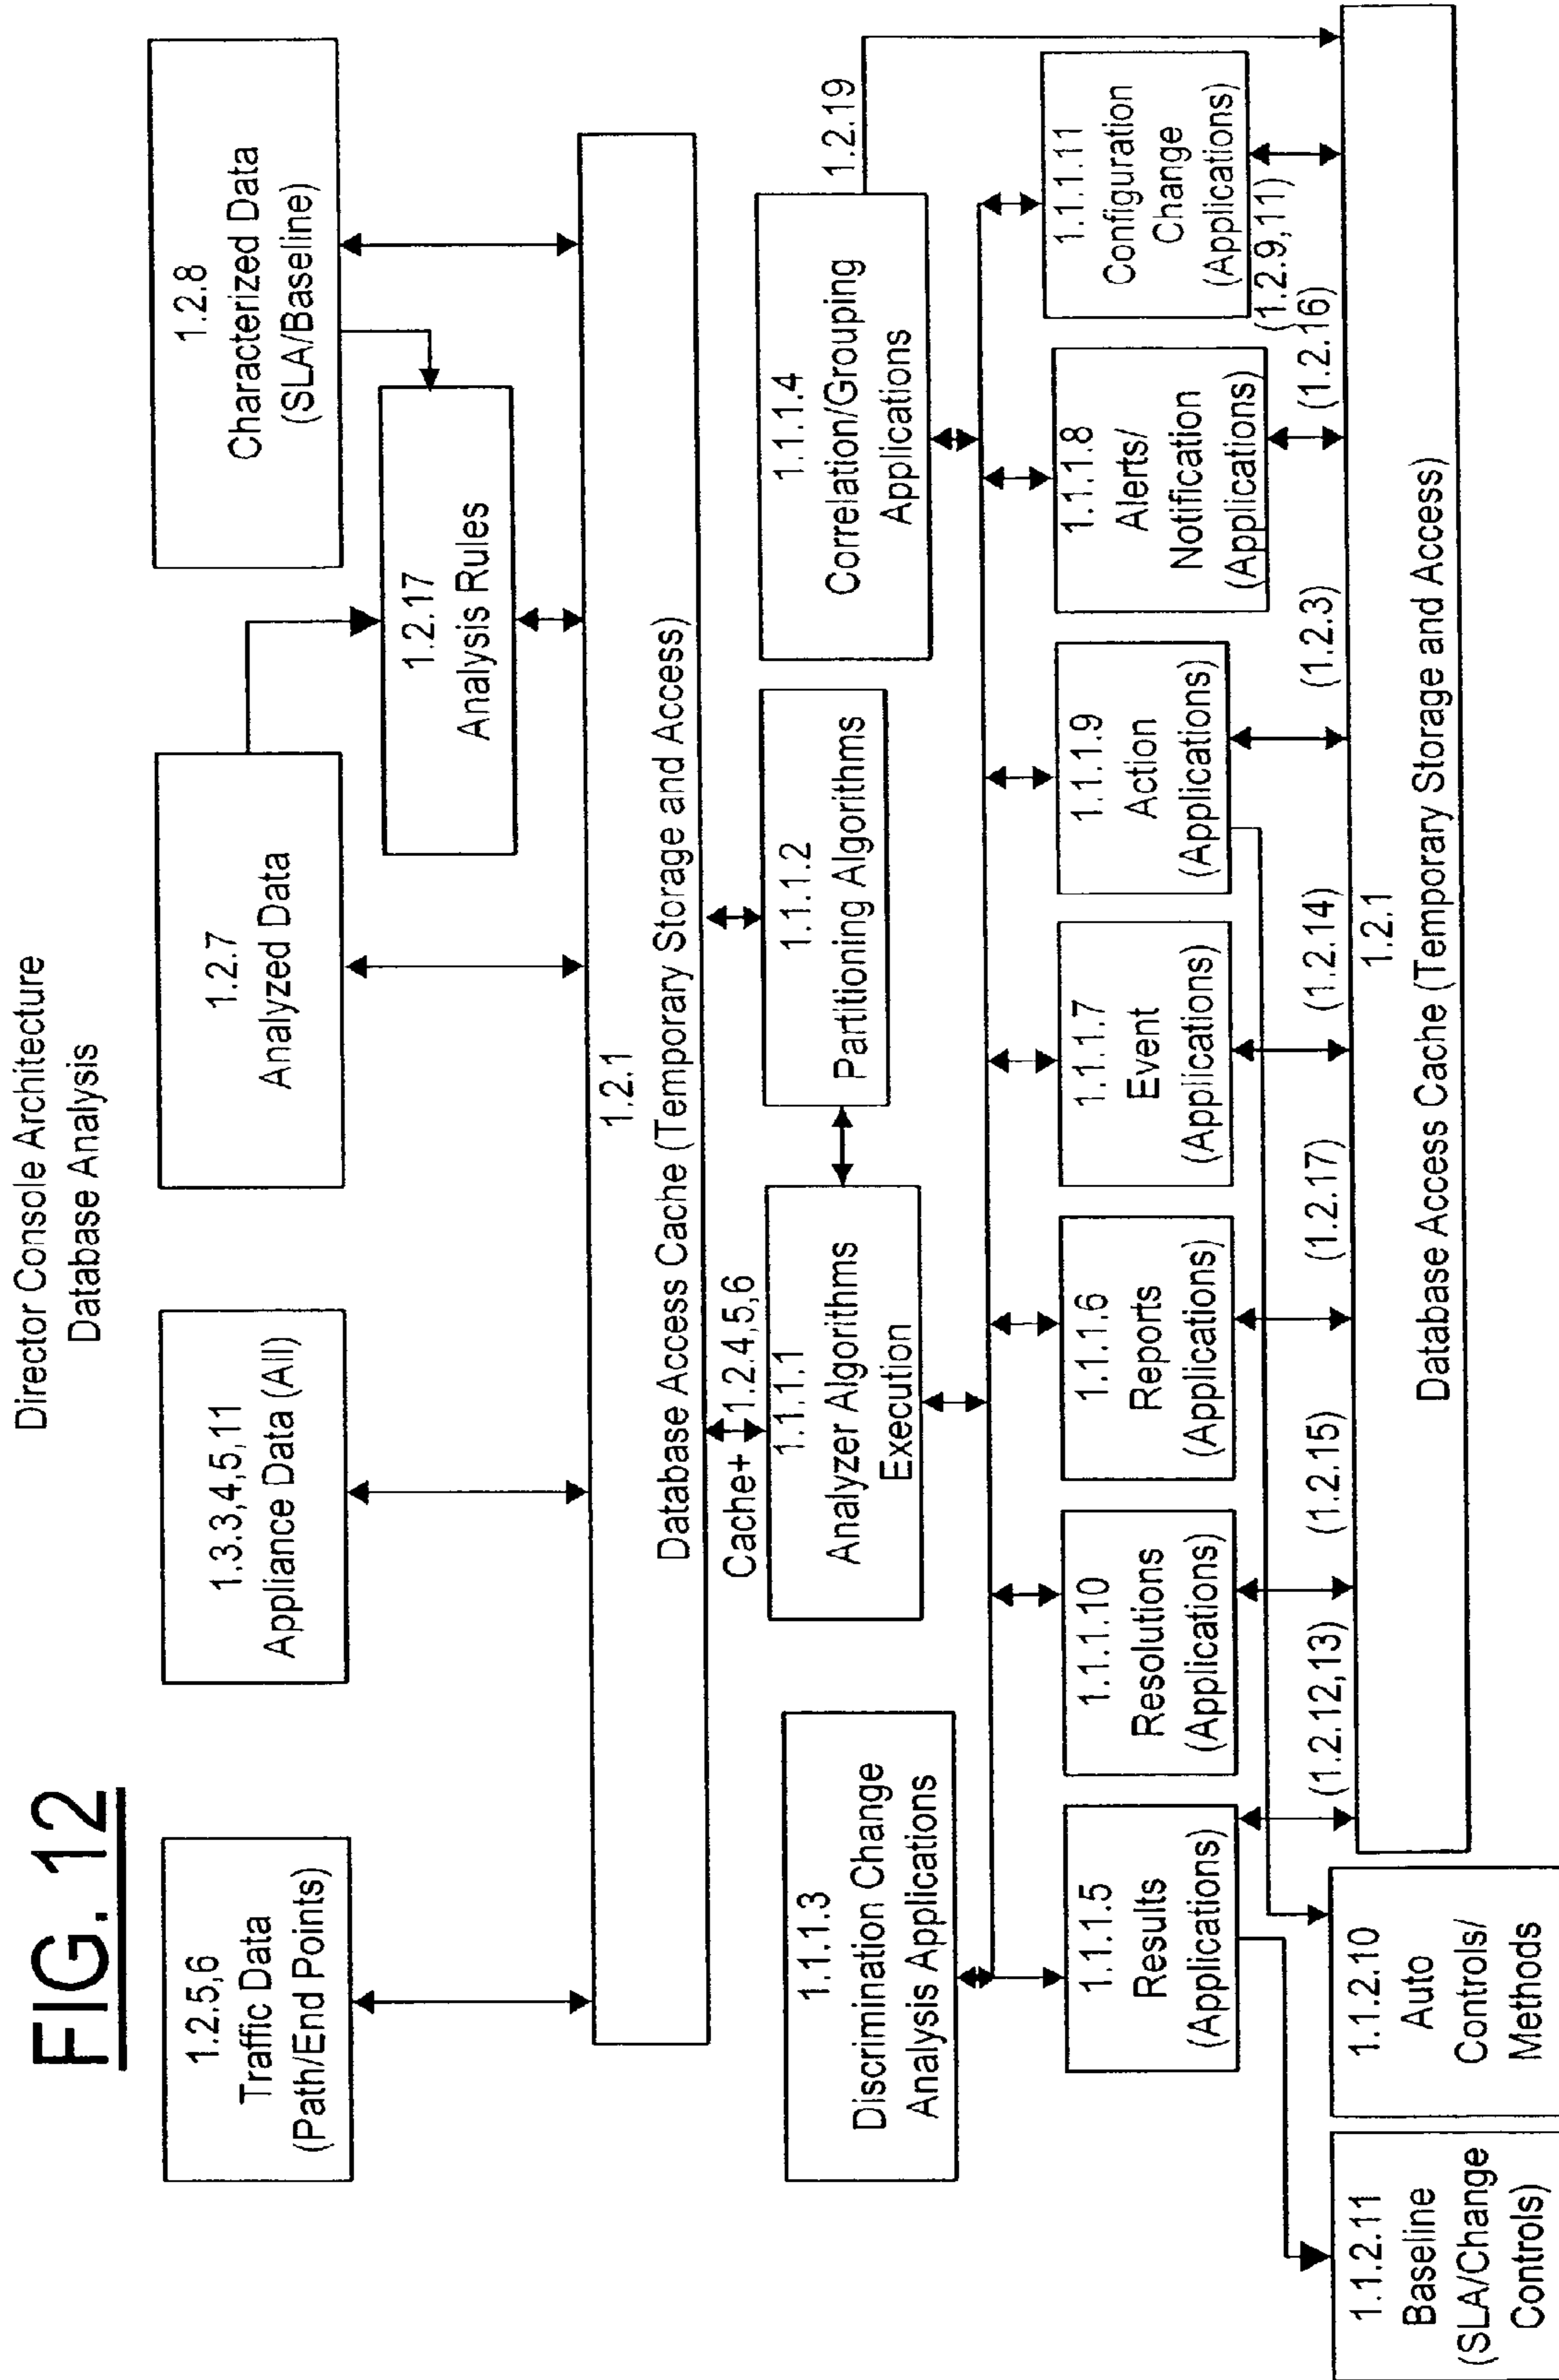 FIG. 12
Director Console Architecture
Database Analysis
1.2.5,6
Traffic Data
(Path/End Points)
1.3.3,4,5,11
Appliance Data (All)
1.2.7
Analyzed Data
1.2.8
Characterized Data
(SLA/Baseline)
1.2.17
Analysis Rules
1.2.1
Database Access Cache (Temporary Storage and Access)
Cache+ 1.2.4,5,6
1.1.1.3
Discrimination Change
Analysis Applications
1.1.1.1
Analyzer Algorithms
Execution
1.1.1.2
Partitioning Algorithms
1.1.1.4
Correlation/Grouping
Applications
1.2.19
1.1.1.5
Results
(Applications)
1.1.1.10
Resolutions
(Applications)
1.1.1.6
Reports
(Applications)
1.1.1.7
Event
(Applications)
1.1.1.9
Action
(Applications)
1.1.1.8
Alerts/
Notification
(Applications)
1.1.1.11
Configuration
Change
(Applications)
(1.2.12,13)
(1.2.15)
(1.2.17)
(1.2.14)
(1.2.3)
(1.2.16)
(1.2.9,11)
1.2.1
Database Access Cache (Temporary Storage and Access)
1.1.2.11
Baseline
(SLA/Change
Controls)
1.1.2.10
Auto
Controls/
Methods